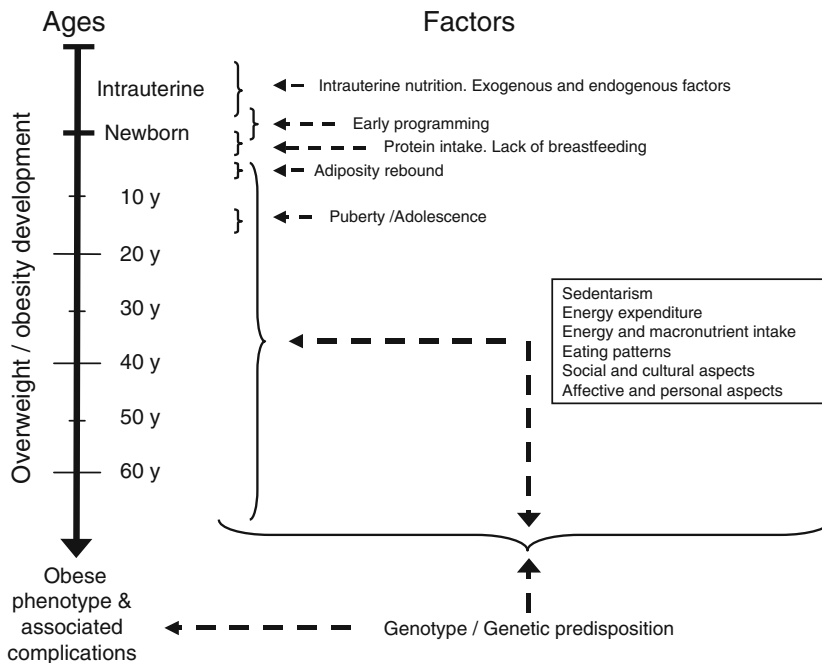 Ages
Factors
Overweight / obesity development
Intrauterine
Intrauterine nutrition. Exogenous and endogenous factors
Early programming
Newborn
Protein intake. Lack of breastfeeding
Adiposity rebound
10 y
Puberty /Adolescence
20 y
30 y
40 y
50 y
60 y
Sedentarism
Energy expenditure
Energy and macronutrient intake
Eating patterns
Social and cultural aspects
Affective and personal aspects
Obese
phenotype &
associated
complications
Genotype / Genetic predisposition